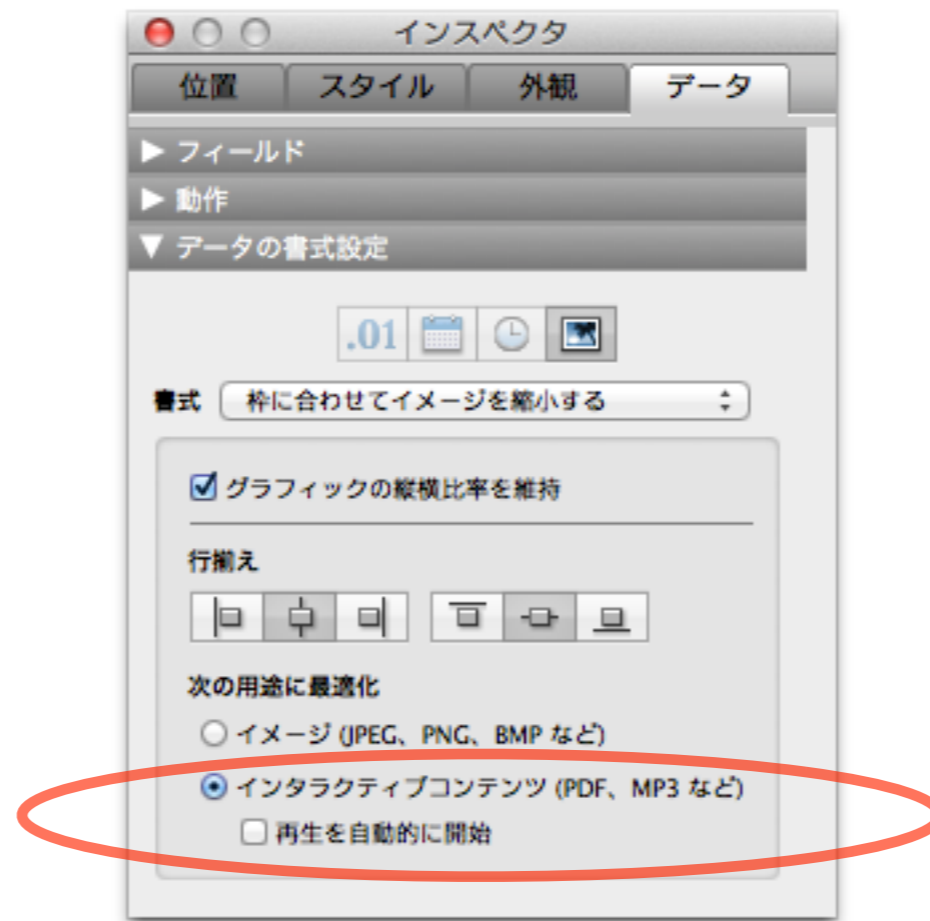 インスペクタ
位置 スタイル 外観 データ
フィールド
動作
データの書式設定
.01
書式 枠に合わせてイメージを縮小する
グラフィックの縦横比率を維持
行揃え
次の用途に最適化
イメージ (JPEG、PNG、BMP など)
インタラクティブコンテンツ (PDF、MP3 など)
再生を自動的に開始